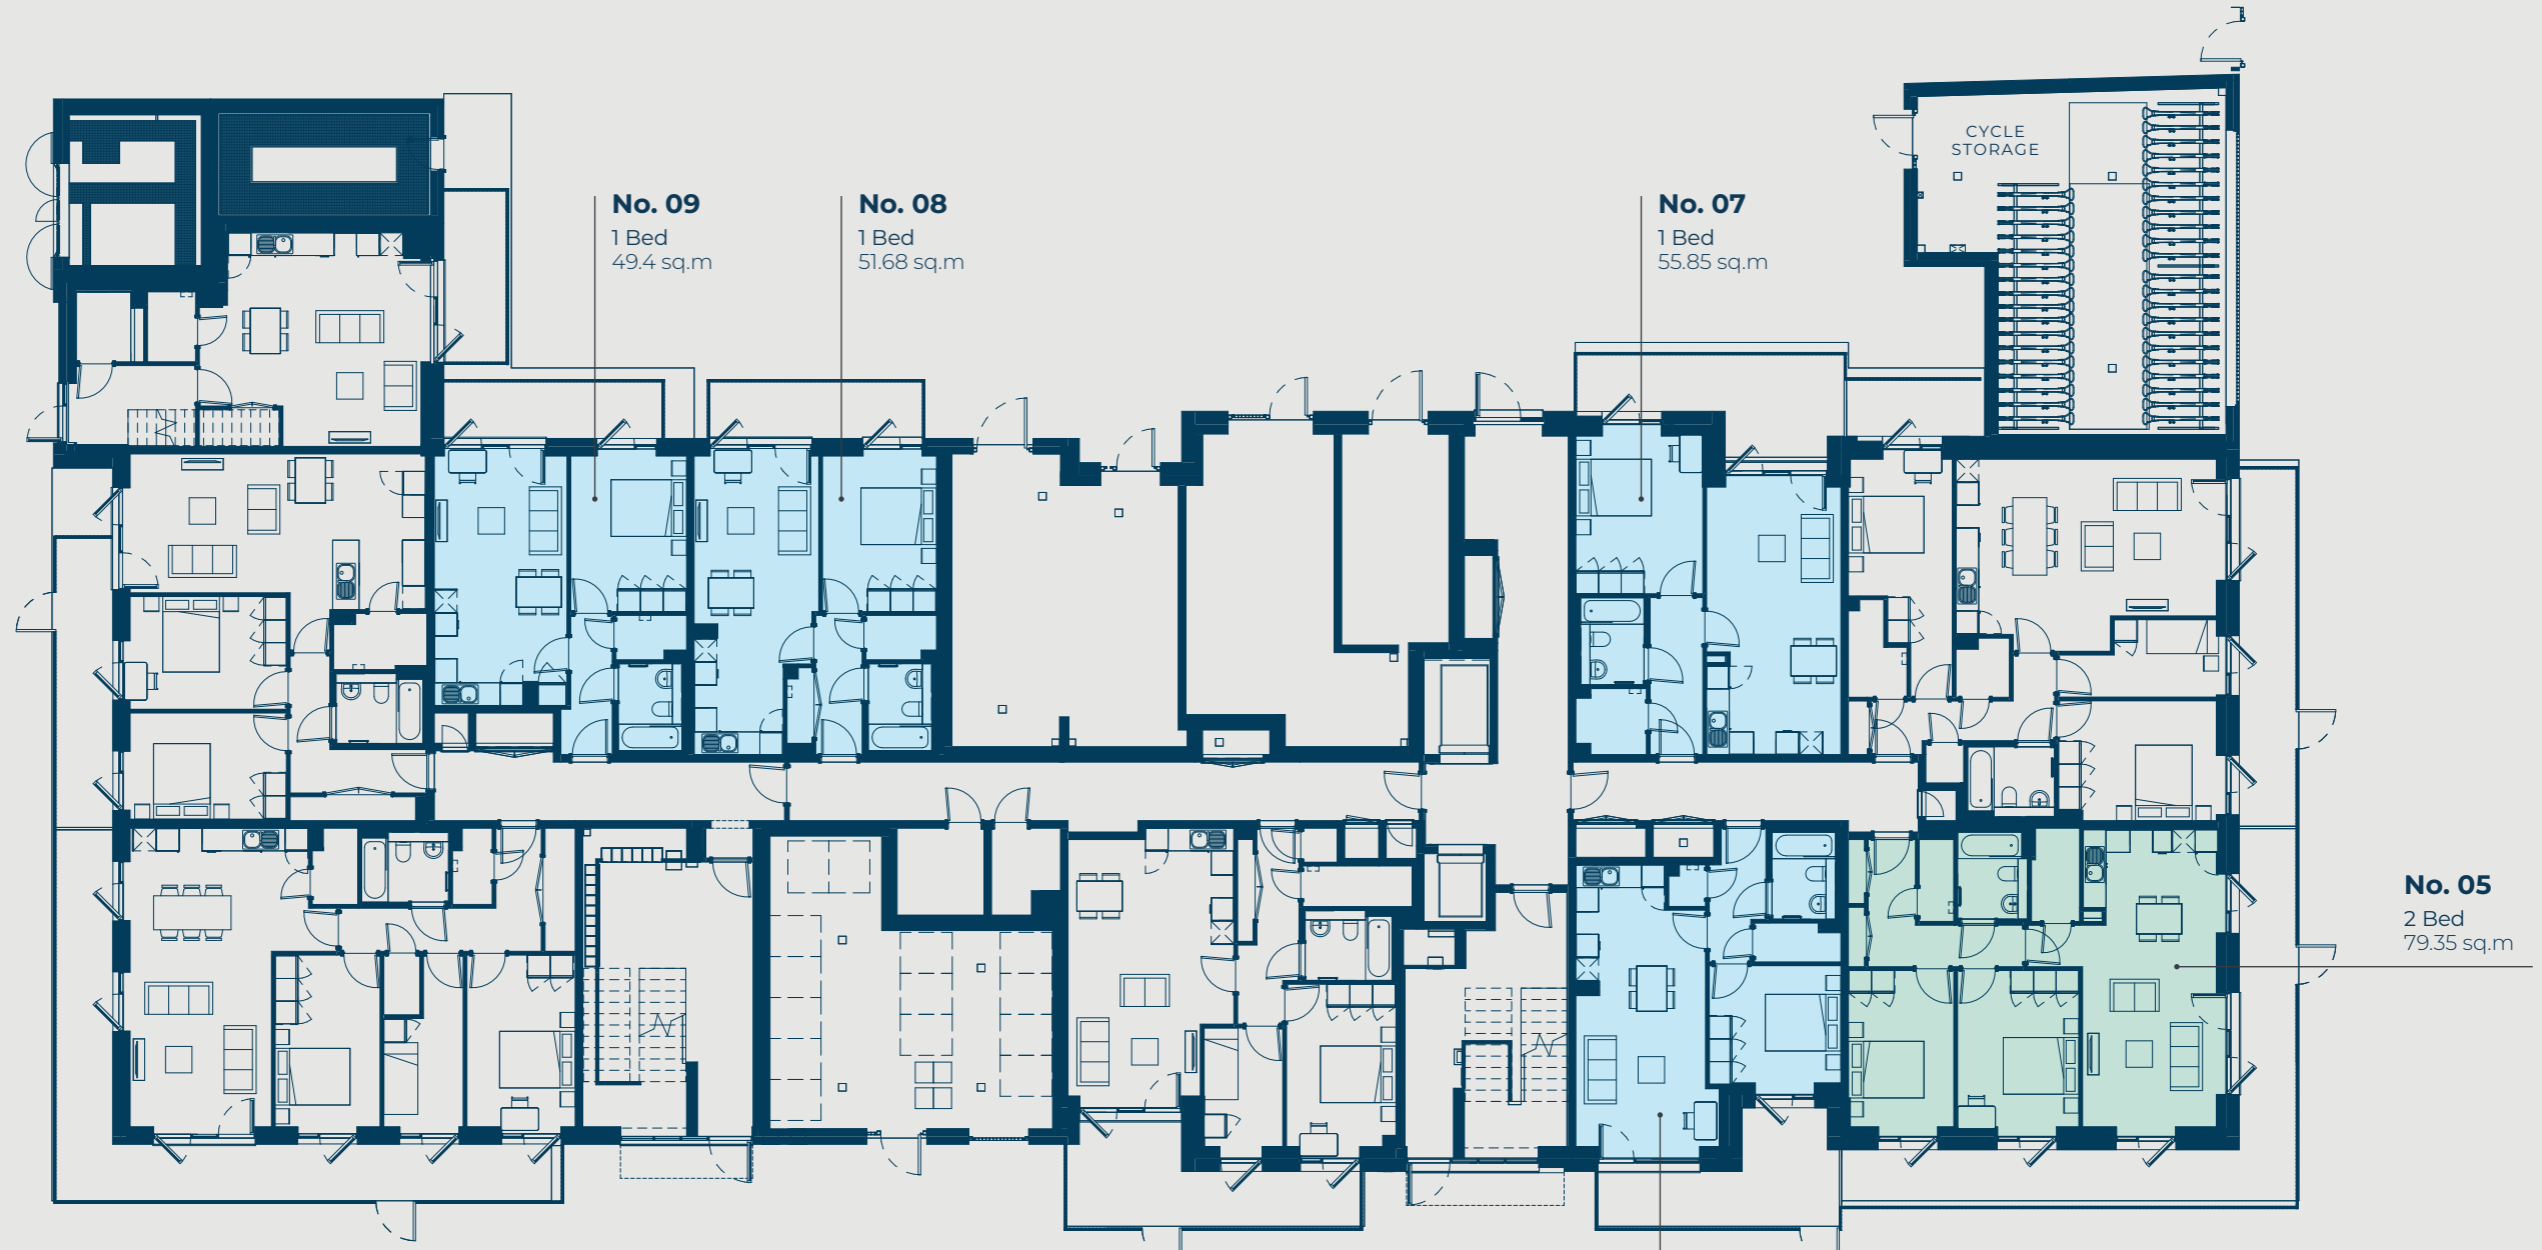 CYCLE
STORAGE
No. 09
1 Bed
49.4 sq.m
No. 08
1 Bed
51.68 sq.m
No. 07
1 Bed
55.85 sq.m
No. 05
2 Bed
79.35 sq.m